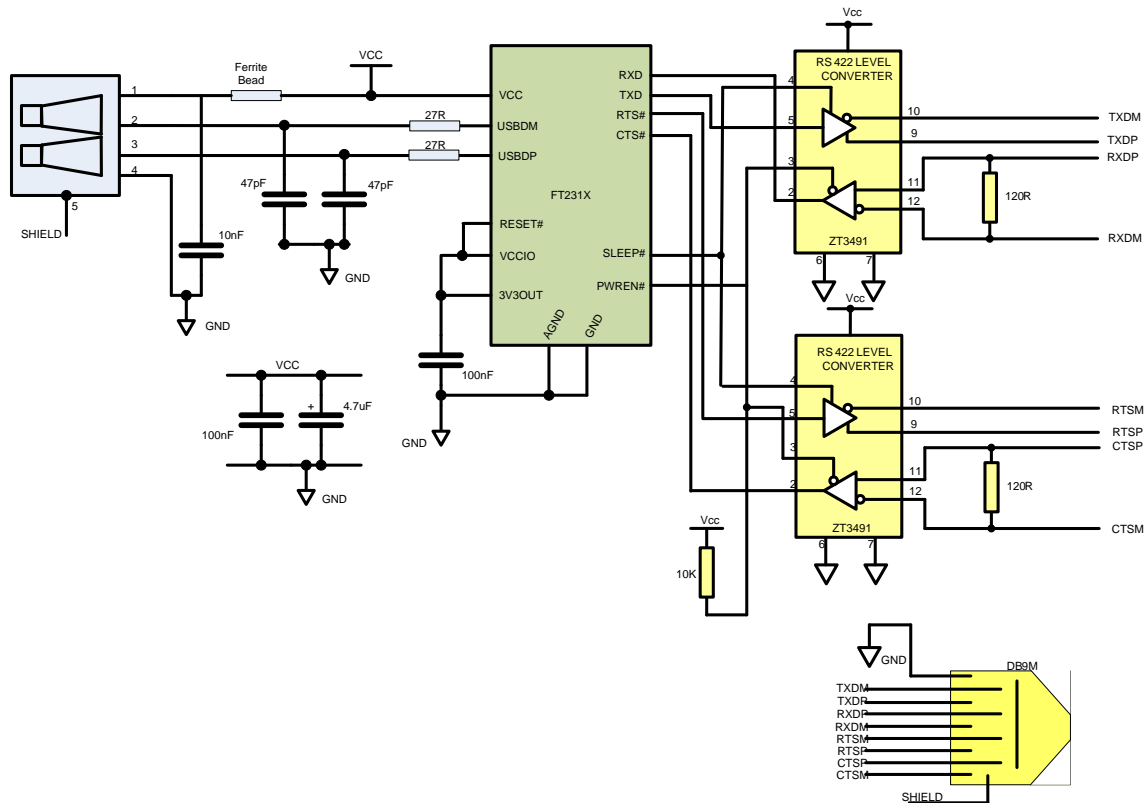 Vcc
RS 422 LEVEL
CONVERTER
4
5
3
2
10
9
11
12
6
7
ZT3491
TXDM
TXDP
RXDP
RXDM
120R
Ferrite
Bead
VCC
1
2
3
4
5
SHIELD
27R
27R
47pF
47pF
10nF
GND
GND
VCC
USBDM
USBDP
RESET#
VCCIO
3V3OUT
FT231X
AGND
GND
RXD
TXD
RTS#
CTS#
SLEEP#
PWREN#
100nF
GND
VCC
100nF
+
4.7uF
GND
Vcc
RS 422 LEVEL
CONVERTER
4
5
3
2
10
9
11
12
6
7
ZT3491
RTSM
RTSP
CTSP
CTSM
120R
Vcc
10K
GND
DB9M
TXDM
TXDP
RXDP
RXDM
RTSM
RTSP
CTSP
CTSM
SHIELD